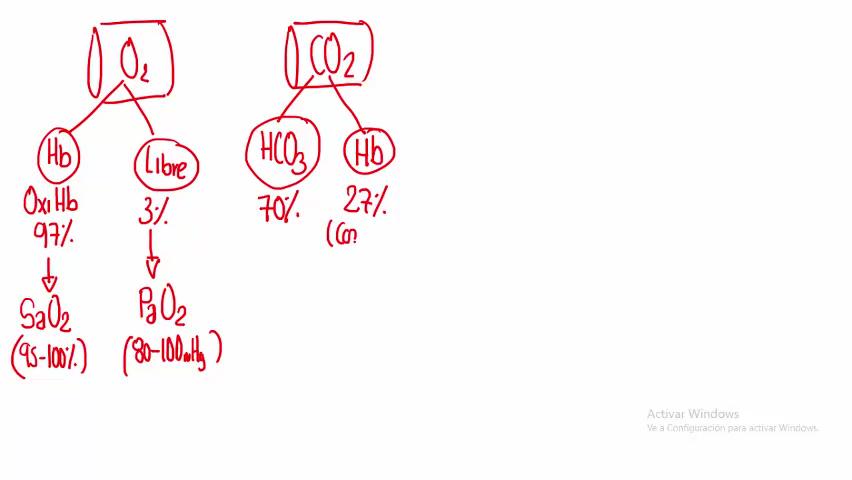 O2
Hb
Libre
OxiHb
97%
3%
SaO2
(95-100%)
PaO2
(80-100mmHg)
CO2
HCO3
Hb
70%
27%
Activar Windows
Ve a Configuración para activar Windows.